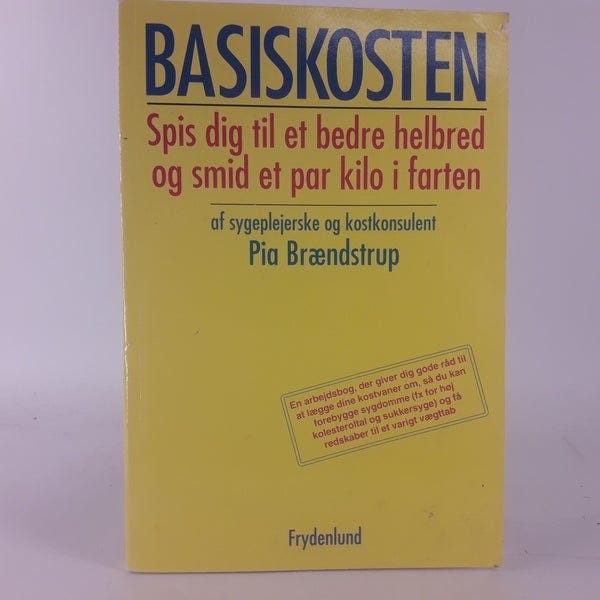 BASISKOSTEN
Spis dig til et bedre helbred
og smid et par kilo i farten
af sygeplejerske og kostkonsulent
Pia Brændstrup
En arbejdsbog, der giver dig gode råd til
at lægge dine kostvaner om, så du kan
forebygge sygdomme (fx for høj
kolesteroltal og sukkersyge) og få
redskaber til et varigt vægttab
Frydenlund